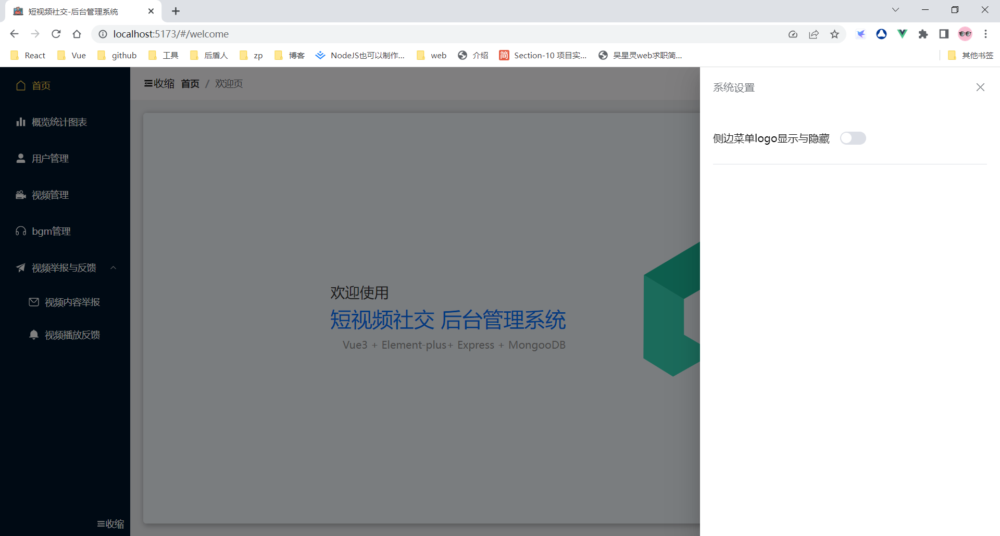 短视频社交-后台管理系统
localhost:5173/#/welcome
React Vue github 工具 后盾人 zp 博客 NodeJS也可以制作... web 介绍 简 Section-10 项目实... 吴星灵web求职简... 其他书签
首页
概览统计图表
用户管理
视频管理
bgm管理
视频举报与反馈
视频内容举报
视频播放反馈
收缩
收缩 首页 / 欢迎页
欢迎使用
短视频社交 后台管理系统
Vue3 + Element-plus+ Express + MongooDB
系统设置
侧边菜单logo显示与隐藏